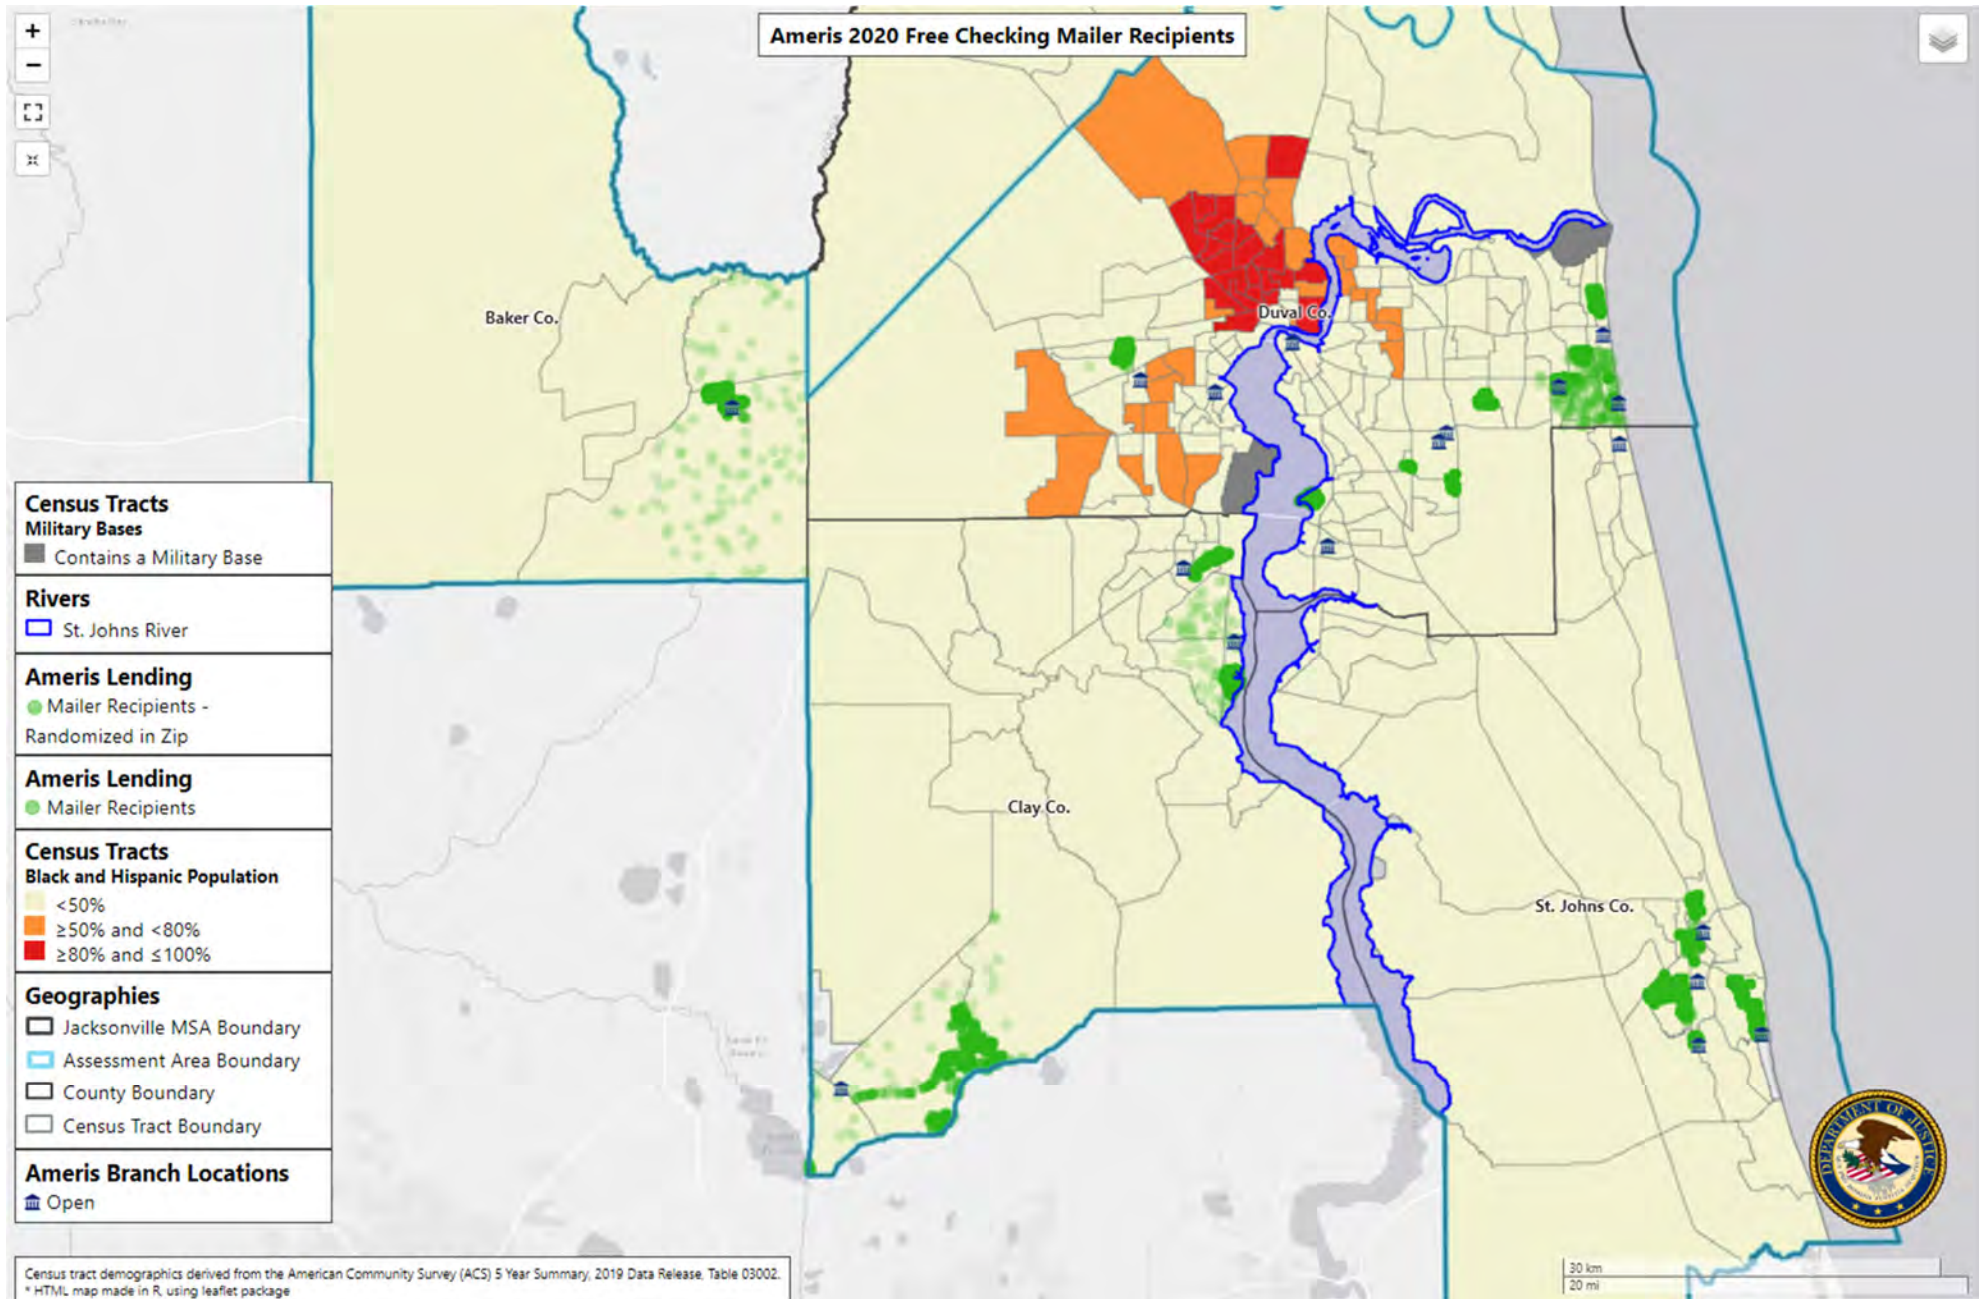 Ameris 2020 Free Checking Mailer Recipients
+
−
Baker Co.
Duval Co.
Clay Co.
St. Johns Co.
Census Tracts
Military Bases
Contains a Military Base
Rivers
St. Johns River
Ameris Lending
Mailer Recipients -
Randomized in Zip
Ameris Lending
Mailer Recipients
Census Tracts
Black and Hispanic Population
<50%
≥50% and <80%
≥80% and ≤100%
Geographies
Jacksonville MSA Boundary
Assessment Area Boundary
County Boundary
Census Tract Boundary
Ameris Branch Locations
Open
DEPARTMENT OF JUSTICE
30 km
20 mi
Census tract demographics derived from the American Community Survey (ACS) 5 Year Summary, 2019 Data Release, Table 03002.
* HTML map made in R, using leaflet package